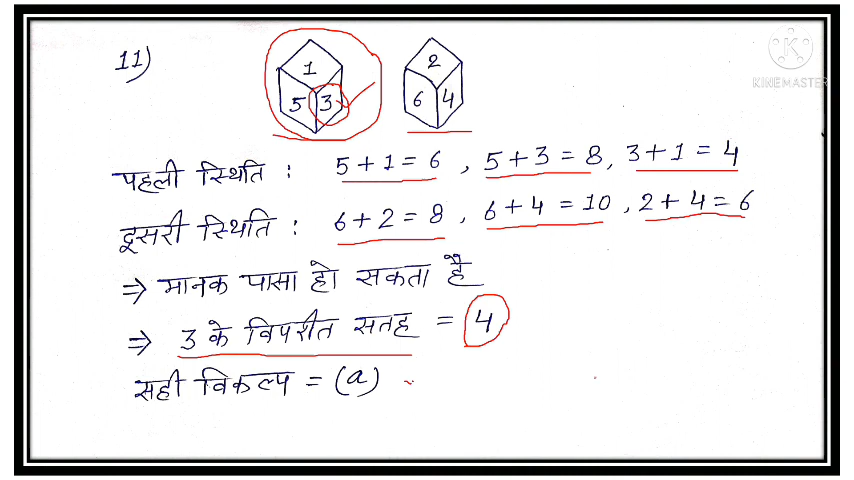 11)
1
5 3
2
6 4
K
KINEMASTER
पहली स्थिति : 5 + 1 = 6 , 5 + 3 = 8, 3 + 1 = 4
दूसरी स्थिति : 6 + 2 = 8 , 6 + 4 = 10 , 2 + 4 = 6
⇒ मानक पासा हो सकता है
⇒ 3 के विपरीत सतह = 4
सही विकल्प = (a)